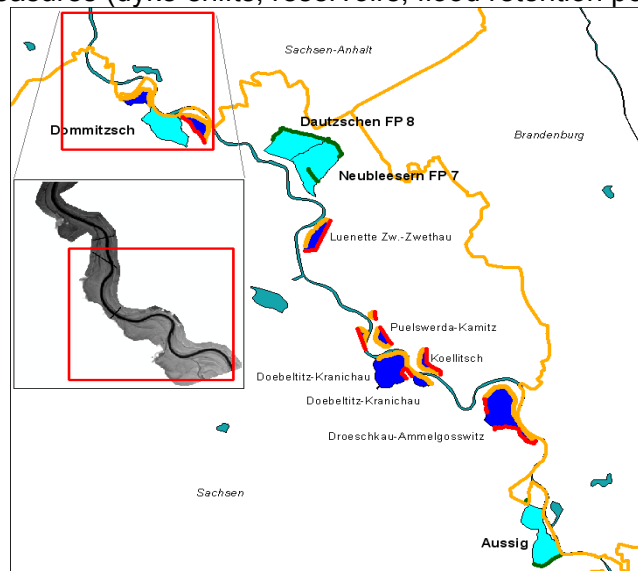 Sachsen-Anhalt
Dommitzsch
Dautzschen FP 8
Brandenburg
Neubleesern FP 7
Luenette Zw.-Zwethau
Puelswerda-Kamitz
Koellitsch
Doebeltitz-Kranichau
Doebeltitz-Kranichau
Droeschkau-Ammelgosswitz
Sachsen
Aussig